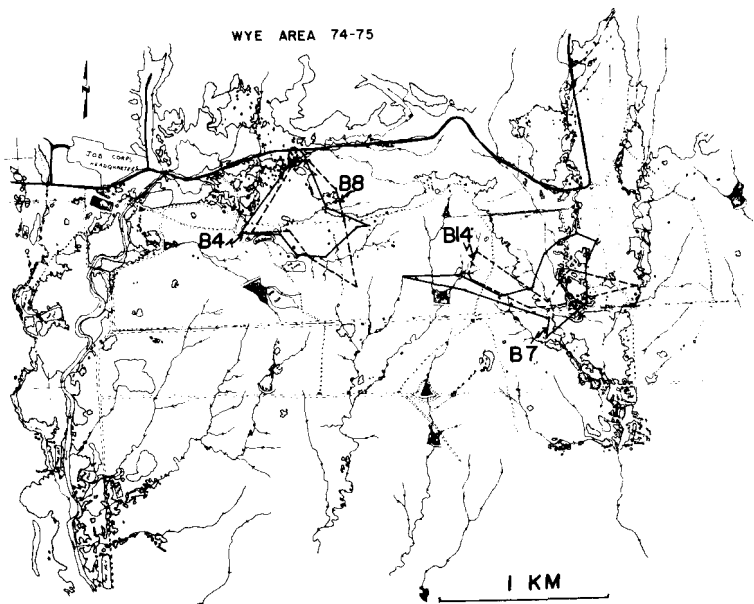 WYE AREA 74-75
N
JOB CORPS
HEADQUARTERS
B8
B4
B14
B7
1 KM